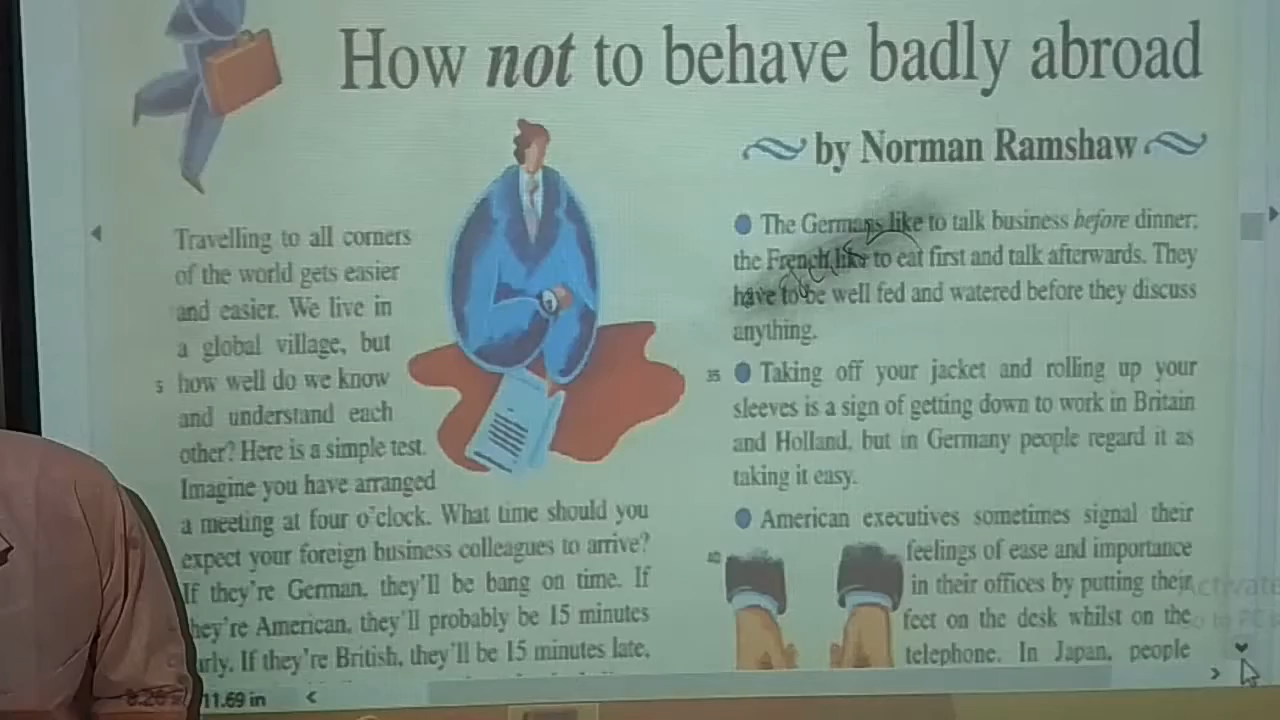 How not to behave badly abroad
by Norman Ramshaw
Travelling to all corners
of the world gets easier
and easier. We live in
a global village, but
5 how well do we know
and understand each
other? Here is a simple test.
Imagine you have arranged
a meeting at four o'clock. What time should you
expect your foreign business colleagues to arrive?
If they're German, they'll be bang on time. If
hey're American, they'll probably be 15 minutes
arly. If they're British, they'll be 15 minutes late,
The Germans like to talk business before dinner;
the French like to eat first and talk afterwards. They
have to be well fed and watered before they discuss
anything.
35 Taking off your jacket and rolling up your
sleeves is a sign of getting down to work in Britain
and Holland, but in Germany people regard it as
taking it easy.
American executives sometimes signal their
40 feelings of ease and importance
in their offices by putting their
feet on the desk whilst on the
telephone. In Japan, people
11.69 in